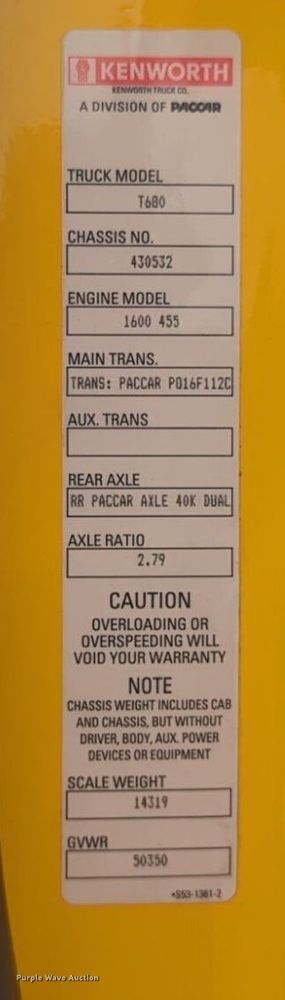 KENWORTH
KENWORTH TRUCK CO.
A DIVISION OF PACCAR
TRUCK MODEL
T680
CHASSIS NO.
430532
ENGINE MODEL
1600 455
MAIN TRANS.
TRANS: PACCAR PO16F112C
AUX. TRANS
REAR AXLE
RR PACCAR AXLE 40K DUAL
AXLE RATIO
2.79
CAUTION
OVERLOADING OR
OVERSPEEDING WILL
VOID YOUR WARRANTY
NOTE
CHASSIS WEIGHT INCLUDES CAB
AND CHASSIS, BUT WITHOUT
DRIVER, BODY, AUX. POWER
DEVICES OR EQUIPMENT
SCALE WEIGHT
14319
GVWR
50350
*S53-1381-2
Purple Wave Auction